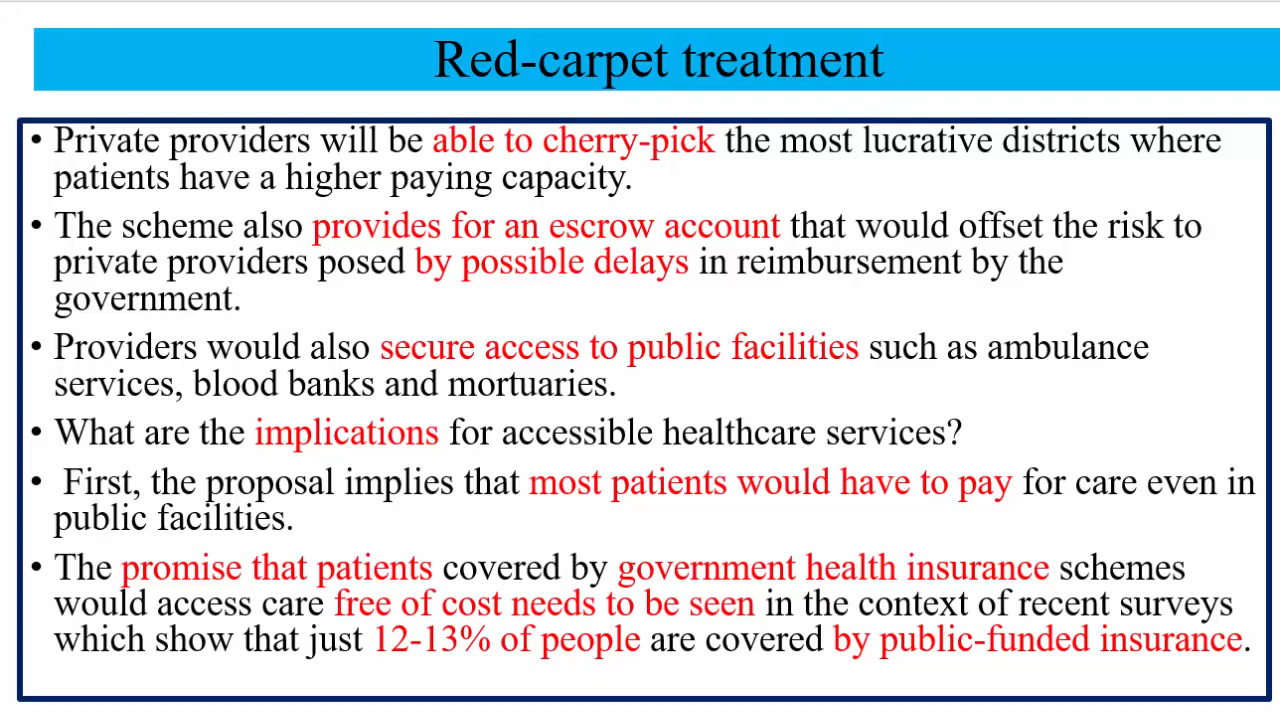 Red-carpet treatment
• Private providers will be able to cherry-pick the most lucrative districts where
patients have a higher paying capacity.
• The scheme also provides for an escrow account that would offset the risk to
private providers posed by possible delays in reimbursement by the
government.
• Providers would also secure access to public facilities such as ambulance
services, blood banks and mortuaries.
• What are the implications for accessible healthcare services?
• First, the proposal implies that most patients would have to pay for care even in
public facilities.
• The promise that patients covered by government health insurance schemes
would access care free of cost needs to be seen in the context of recent surveys
which show that just 12-13% of people are covered by public-funded insurance.